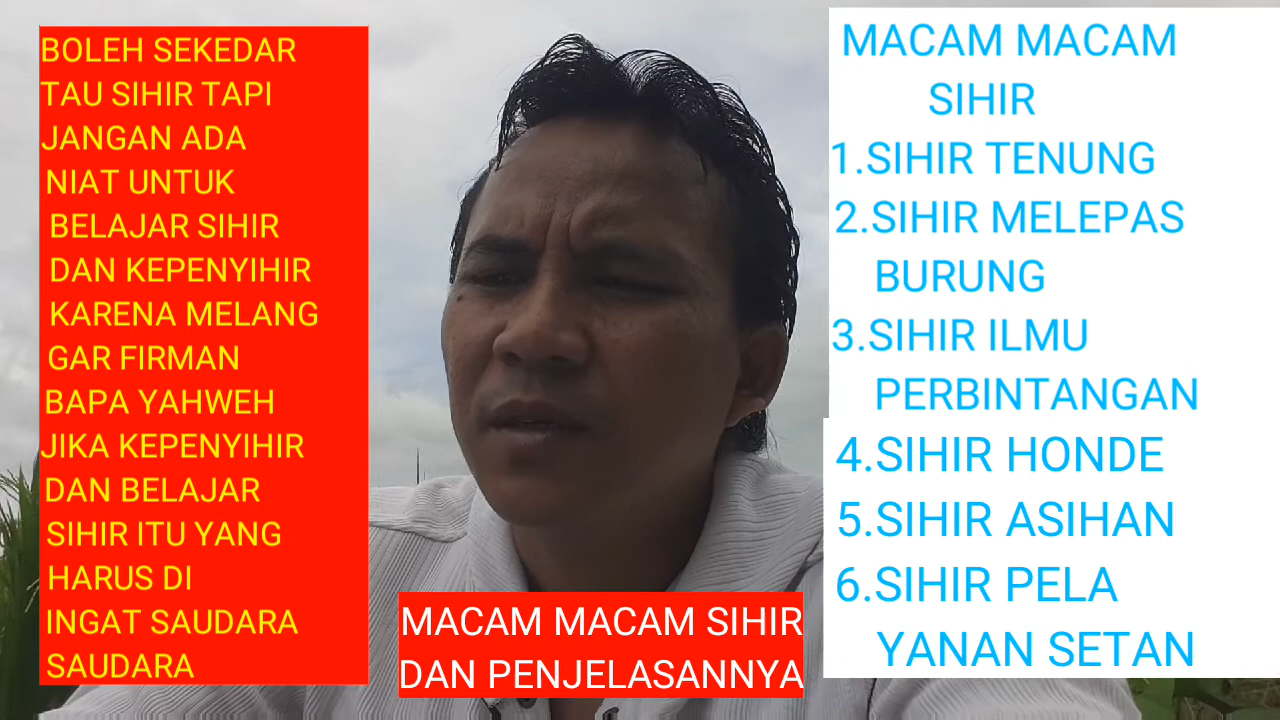 BOLEH SEKEDAR
TAU SIHIR TAPI
JANGAN ADA
NIAT UNTUK
BELAJAR SIHIR
DAN KEPENYIHIR
KARENA MELANG
GAR FIRMAN
BAPA YAHWEH
JIKA KEPENYIHIR
DAN BELAJAR
SIHIR ITU YANG
HARUS DI
INGAT SAUDARA
SAUDARA
MACAM MACAM SIHIR
DAN PENJELASANNYA
MACAM MACAM
SIHIR
1.SIHIR TENUNG
2.SIHIR MELEPAS
BURUNG
3.SIHIR ILMU
PERBINTANGAN
4.SIHIR HONDE
5.SIHIR ASIHAN
6.SIHIR PELA
YANAN SETAN